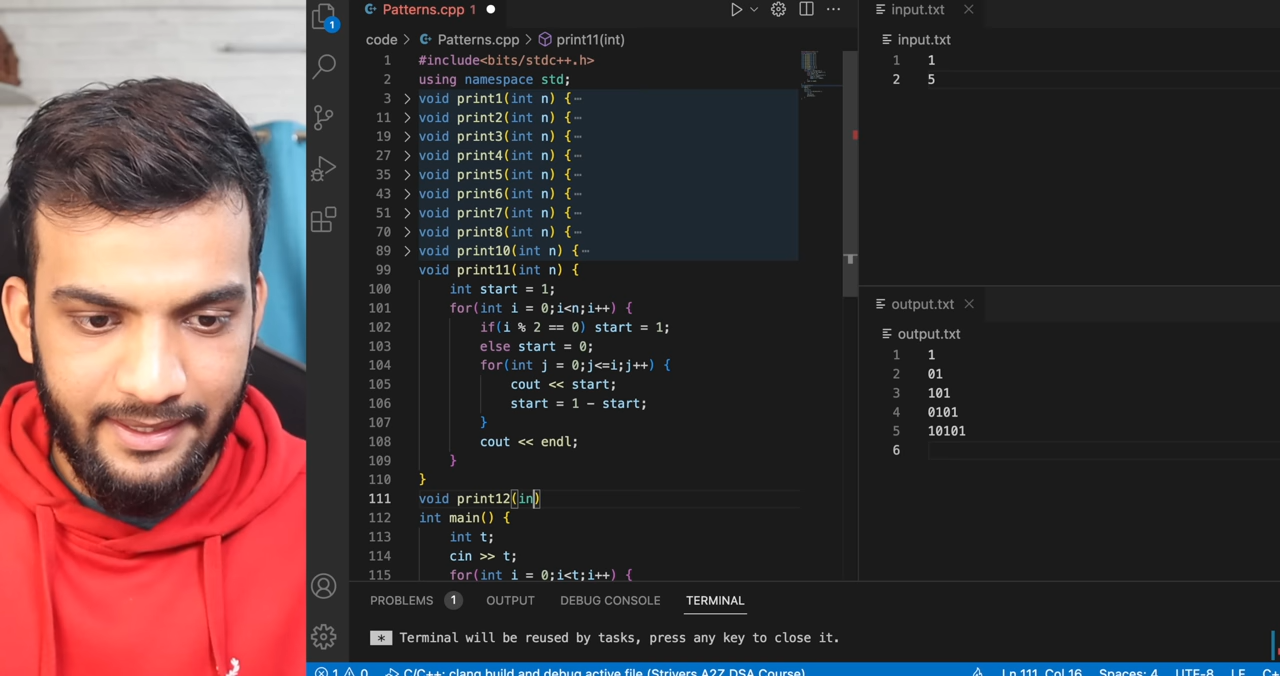 1
Patterns.cpp 1
code > Patterns.cpp > print11(int)
1 #include<bits/stdc++.h>
2 using namespace std;
3 void print1(int n) {
11 void print2(int n) {
19 void print3(int n) {
27 void print4(int n) {
35 void print5(int n) {
43 void print6(int n) {
51 void print7(int n) {
70 void print8(int n) {
89 void print10(int n) {
99 void print11(int n) {
100 int start = 1;
101 for(int i = 0;i<n;i++) {
102 if(i % 2 == 0) start = 1;
103 else start = 0;
104 for(int j = 0;j<=i;j++) {
105 cout << start;
106 start = 1 - start;
107 }
108 cout << endl;
109 }
110 }
111 void print12(in)
112 int main() {
113 int t;
114 cin >> t;
115 for(int i = 0;i<t;i++) {
input.txt
input.txt
1 1
2 5
output.txt
output.txt
1 1
2 01
3 101
4 0101
5 10101
6
PROBLEMS 1 OUTPUT DEBUG CONSOLE TERMINAL
* Terminal will be reused by tasks, press any key to close it.
1 0 C/C++: clang build and debug active file (Strivers A2Z DSA Course) Ln 111, Col 16 Spaces: 4 UTF-8 LF